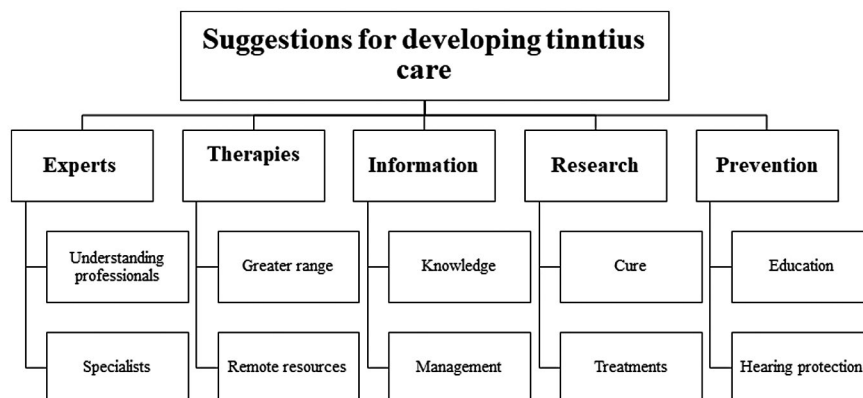 Suggestions for developing tinntius
care
Experts
Therapies
Information
Research
Prevention
Understanding
professionals
Greater range
Knowledge
Cure
Education
Specialists
Remote resources
Management
Treatments
Hearing protection